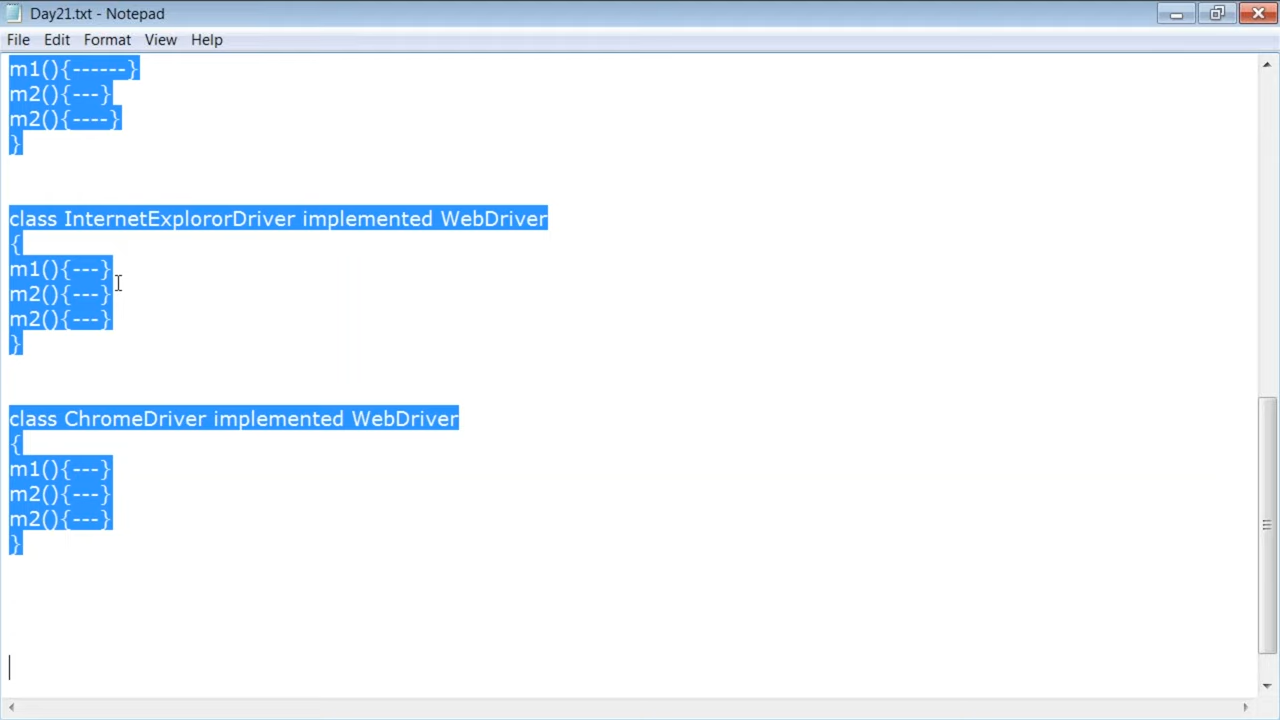 Day21.txt - Notepad
File Edit Format View Help
m1(){------}
m2(){---}
m2(){----}
}
class InternetExplororDriver implemented WebDriver
{
m1(){---}
m2(){---}
m2(){---}
}
class ChromeDriver implemented WebDriver
{
m1(){---}
m2(){---}
m2(){---}
}